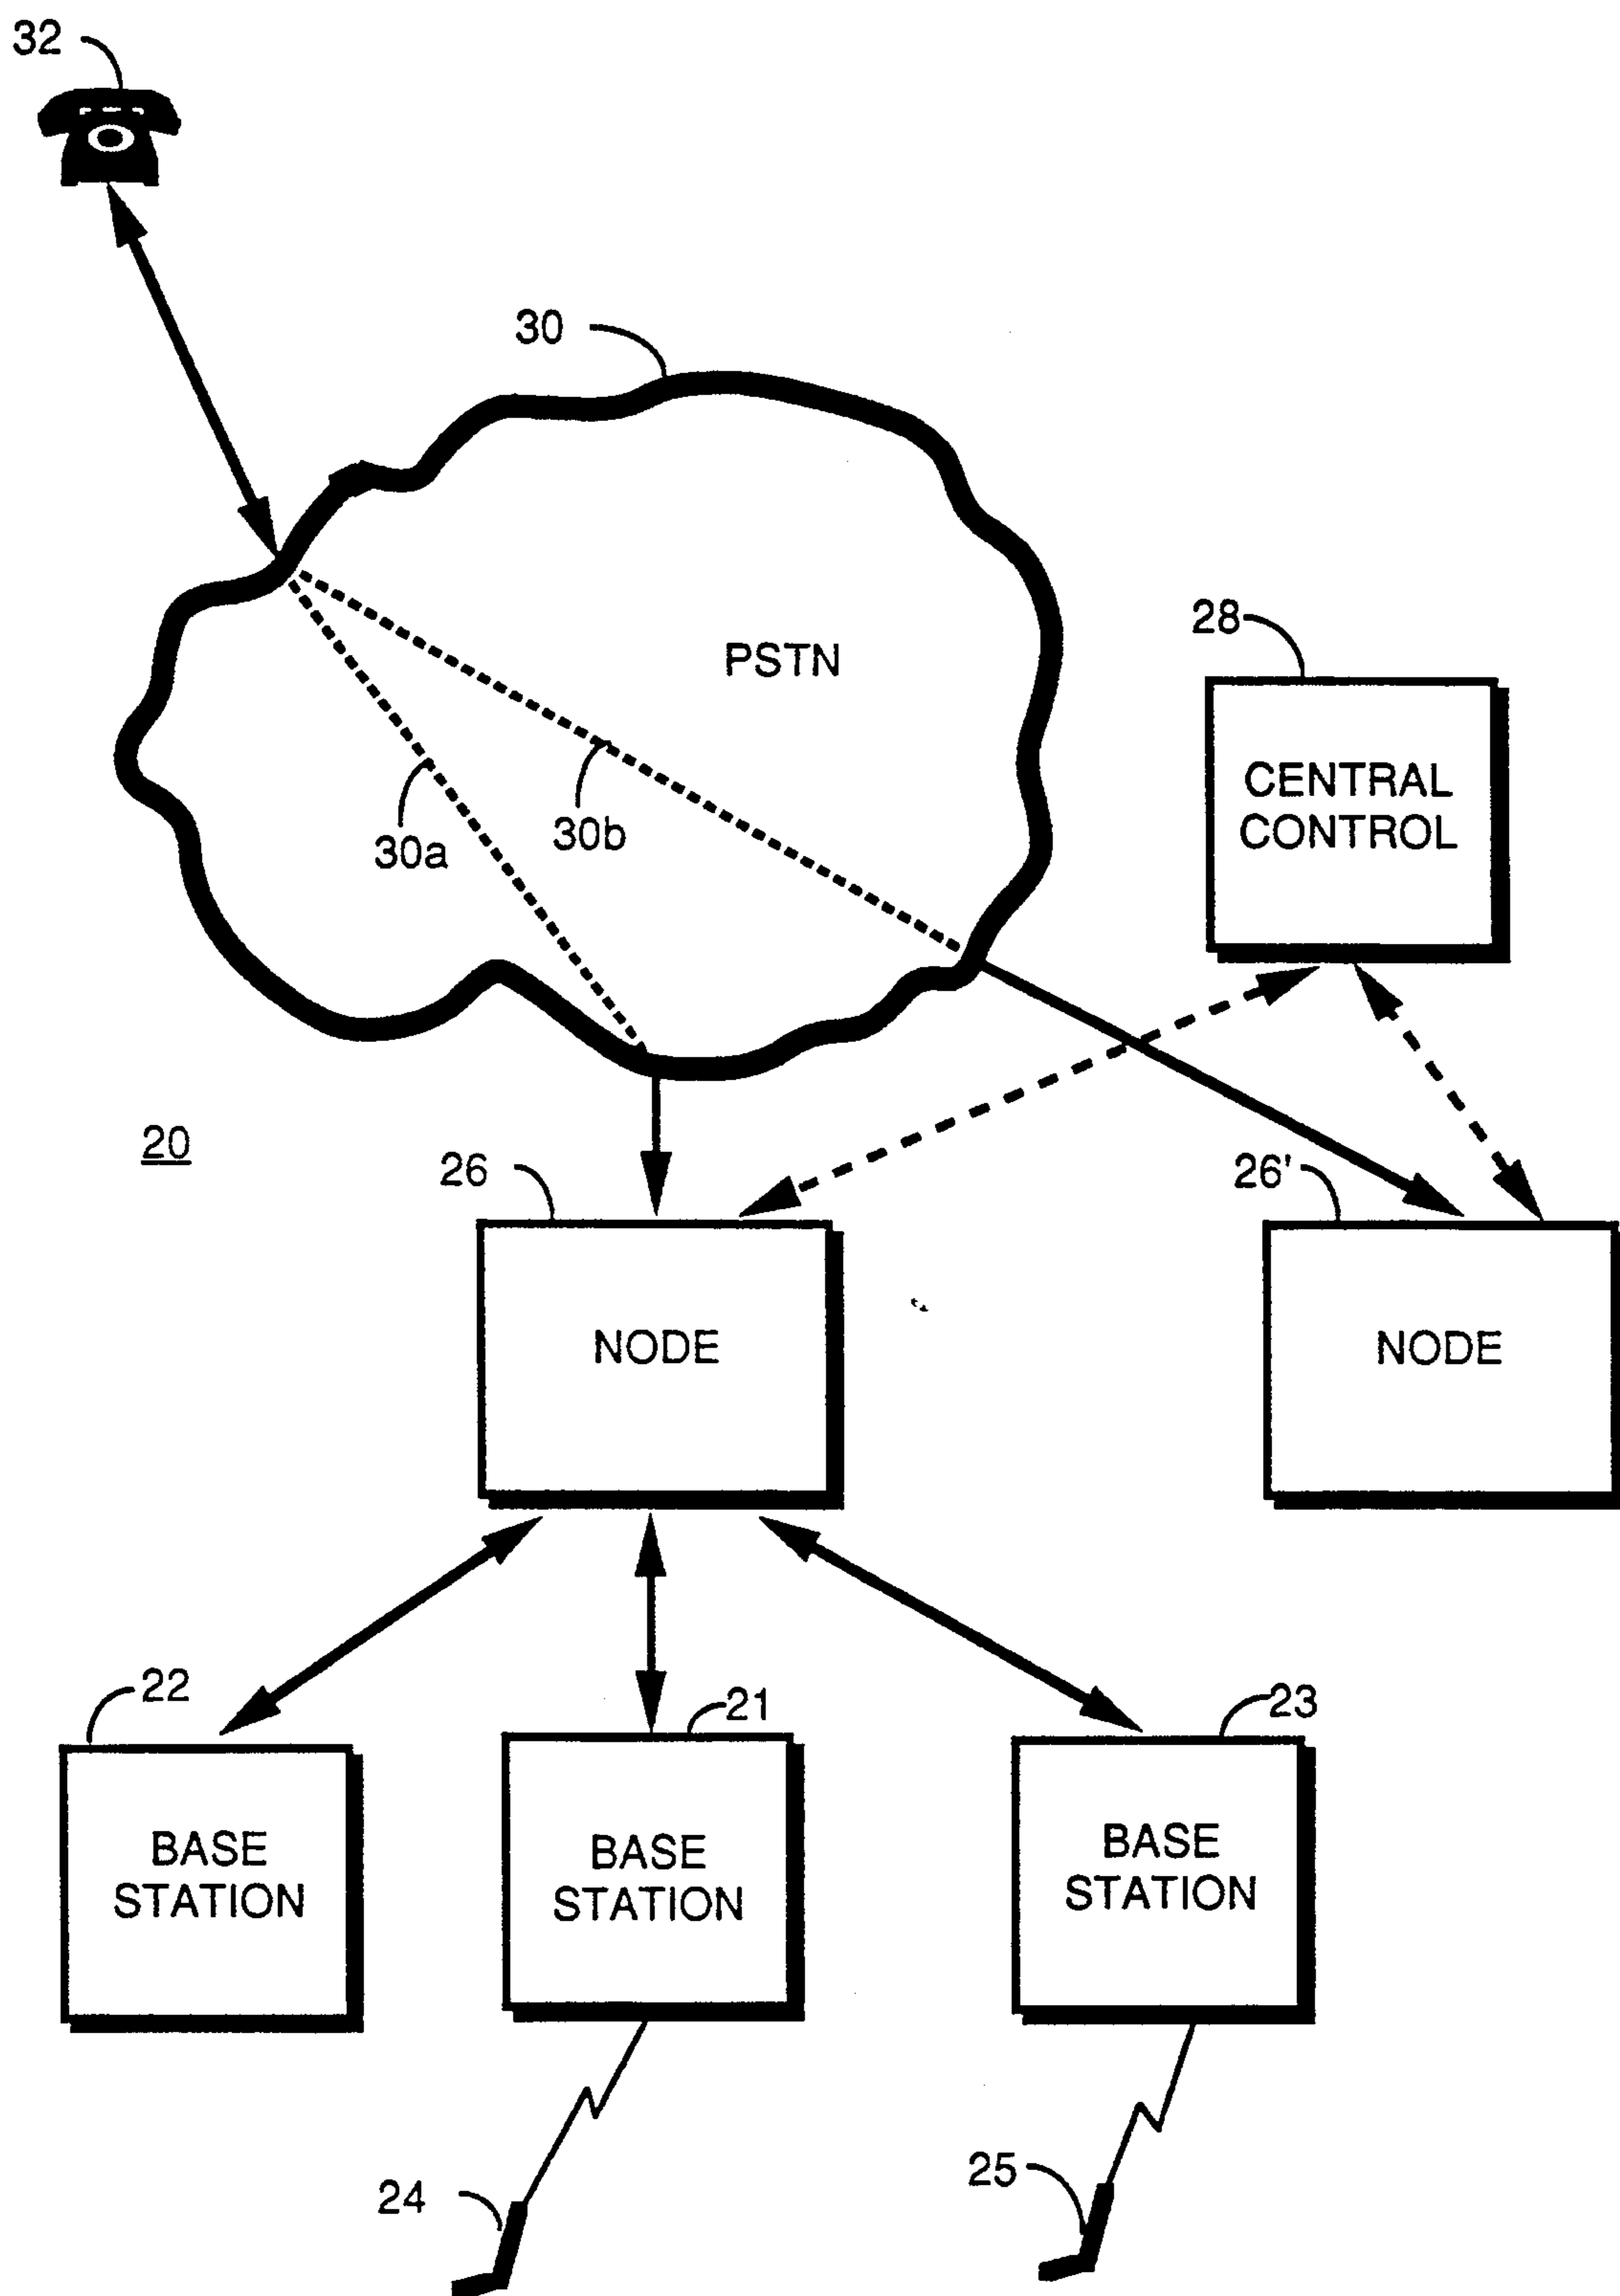 32
30
PSTN
28
CENTRAL
CONTROL
30a
30b
20
26
26'
NODE
NODE
22
21
23
BASE
STATION
BASE
STATION
BASE
STATION
24
25